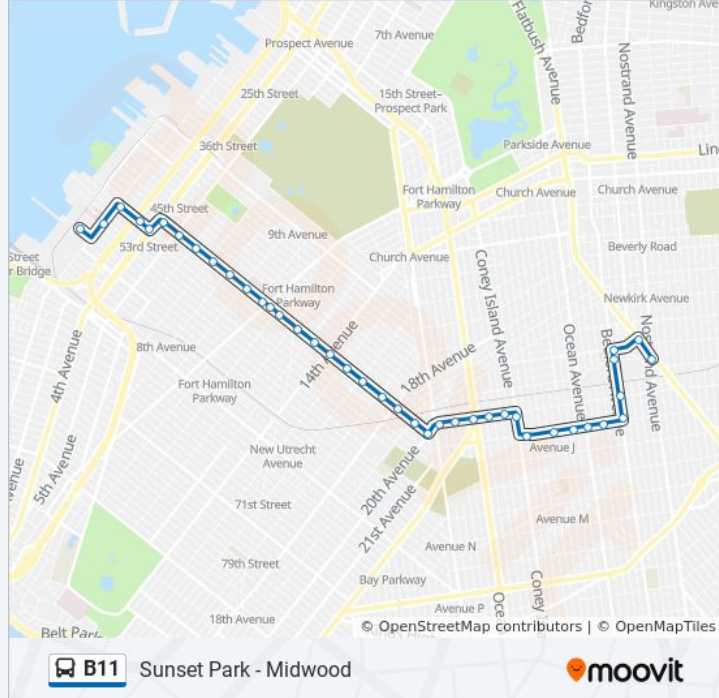 Kingston Ave
7th Avenue
Prospect Avenue
Flatbush Avenue
Bedfor
25th Street
15th Street–
Prospect Park
Nostrand Avenue
36th Street
Parkside Avenue
Lin
45th Street
Fort Hamilton
Parkway
Church Avenue
Church Avenue
9th Avenue
53rd Street
Street
r Bridge
Church Avenue
Beverly Road
Fort Hamilton
Parkway
Coney Island Avenue
Newkirk Avenue
8th Avenue
14th Avenue
18th Avenue
Ocean Avenue
4th Avenue
Fort Hamilton
Parkway
New Utrecht
Avenue
20th Avenue
Avenue J
5th Avenue
71st Street
21st Avenue
Avenue M
Avenue N
79th Street
Bay Parkway
18th Avenue
Avenue P
Coney
Belt Park
© OpenStreetMap contributors | © OpenMapTiles
B11 Sunset Park - Midwood
moovit